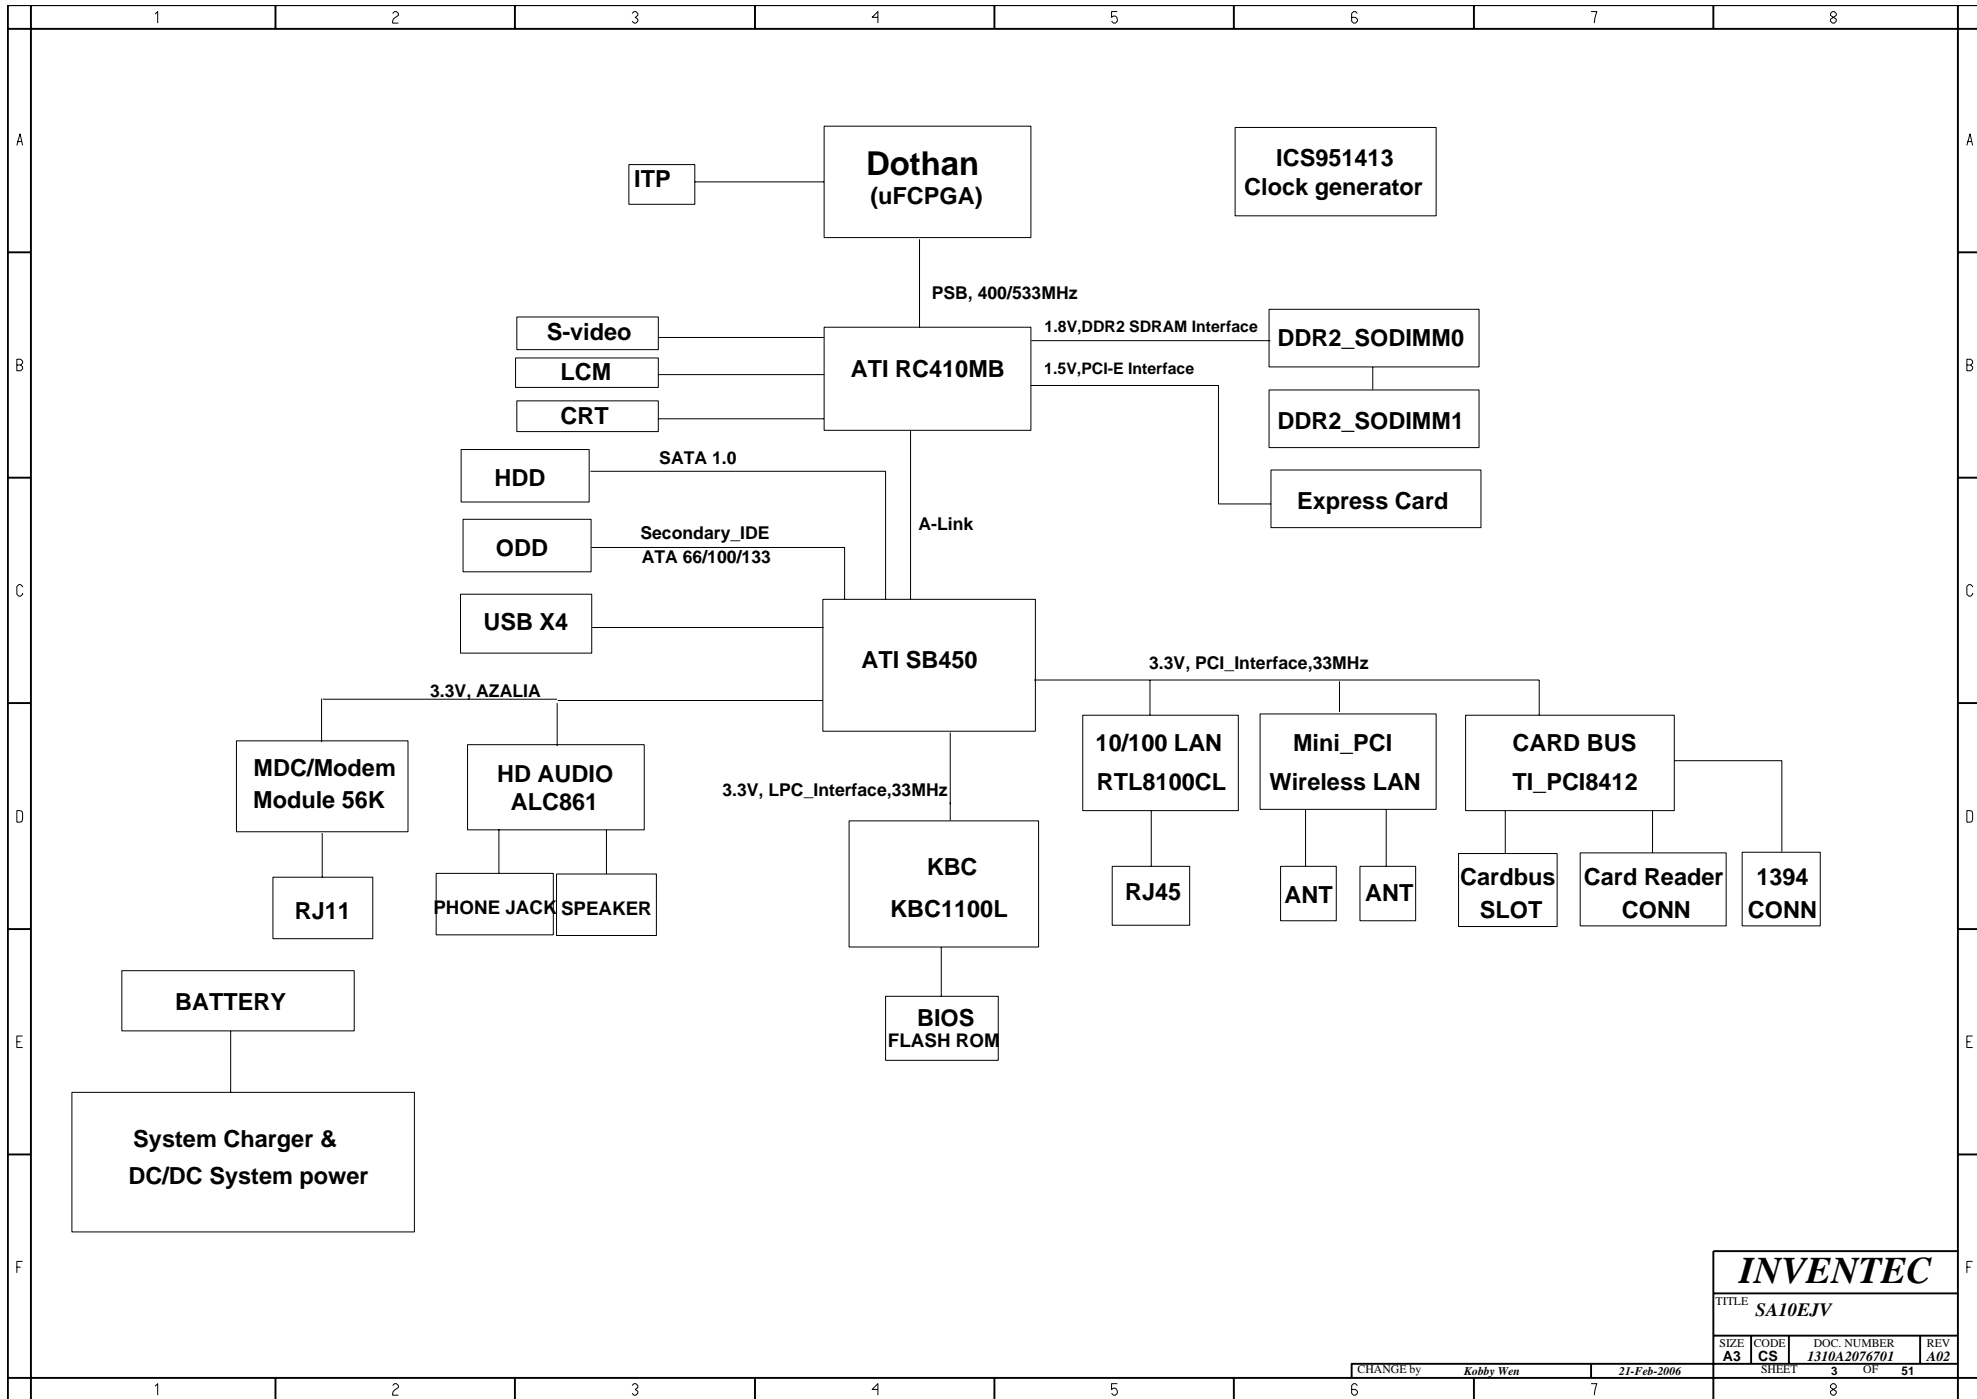 1 2 3 4 5 6 7 8
A A
B B
C C
D D
E E
F F
ITP
Dothan
(uFCPGA)
ICS951413
Clock generator
PSB, 400/533MHz
S-video
LCM
CRT
ATI RC410MB
1.8V,DDR2 SDRAM Interface
1.5V,PCI-E Interface
DDR2_SODIMM0
DDR2_SODIMM1
Express Card
HDD
SATA 1.0
ODD
Secondary_IDE
ATA 66/100/133
A-Link
USB X4
ATI SB450
3.3V, AZALIA
3.3V, PCI_Interface,33MHz
MDC/Modem
Module 56K
HD AUDIO
ALC861
3.3V, LPC_Interface,33MHz
10/100 LAN
RTL8100CL
Mini_PCI
Wireless LAN
CARD BUS
TI_PCI8412
RJ11
PHONE JACK
SPEAKER
KBC
KBC1100L
RJ45
ANT
ANT
Cardbus
SLOT
Card Reader
CONN
1394
CONN
BATTERY
BIOS
FLASH ROM
System Charger &
DC/DC System power
INVENTEC
TITLE SA10EJV
SIZE CODE DOC. NUMBER REV
A3 CS 1310A2076701 A02
CHANGE by Kobby Wen 21-Feb-2006 SHEET 3 OF 51
1 2 3 4 5 6 7 8